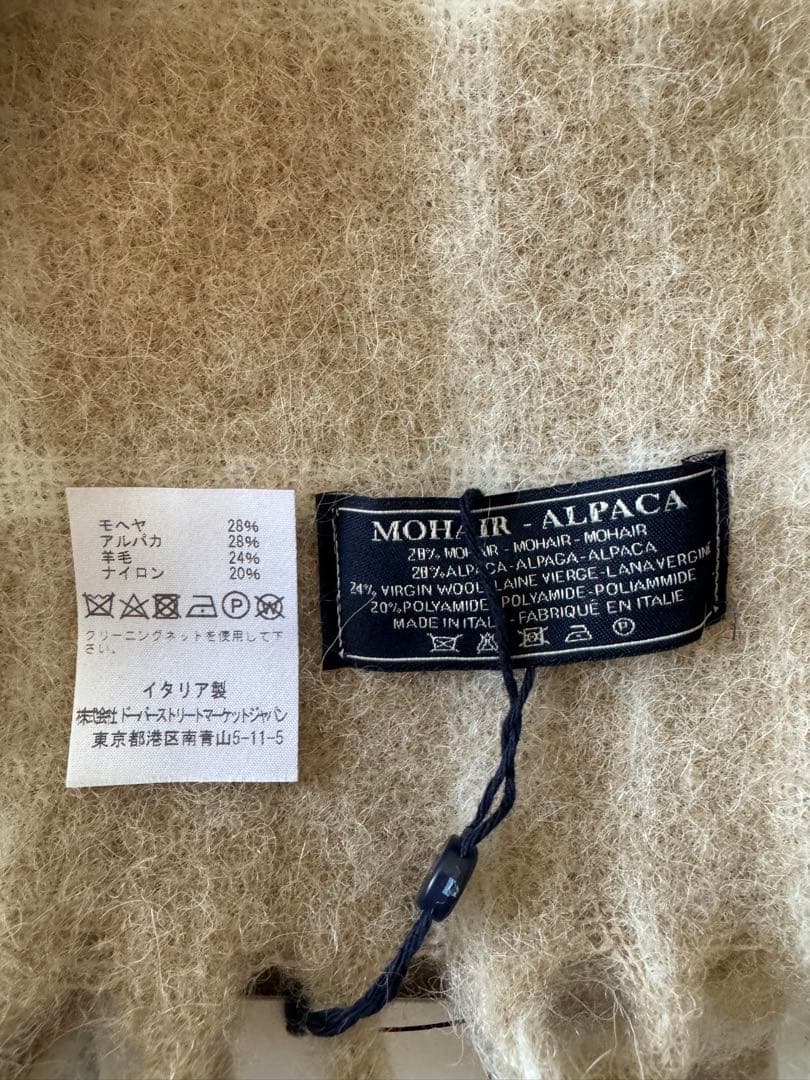 モヘヤ 28%
アルパカ 28%
羊毛 24%
ナイロン 20%
クリーニングネットを使用して下
さい。
イタリア製
株式会社 ドーバーストリートマーケットジャパン
東京都港区南青山5-11-5
MOHAIR - ALPACA
28% MOHAIR - MOHAIR - MOHAIR
28% ALPACA-ALPAGA-ALPACA
24% VIRGIN WOOL-LAINE VIERGE-LANAVERGINE
20%POLYAMIDE-POLYAMIDE-POLIAMMIDE
MADE IN ITALY - FABRIQUÉ EN ITALIE